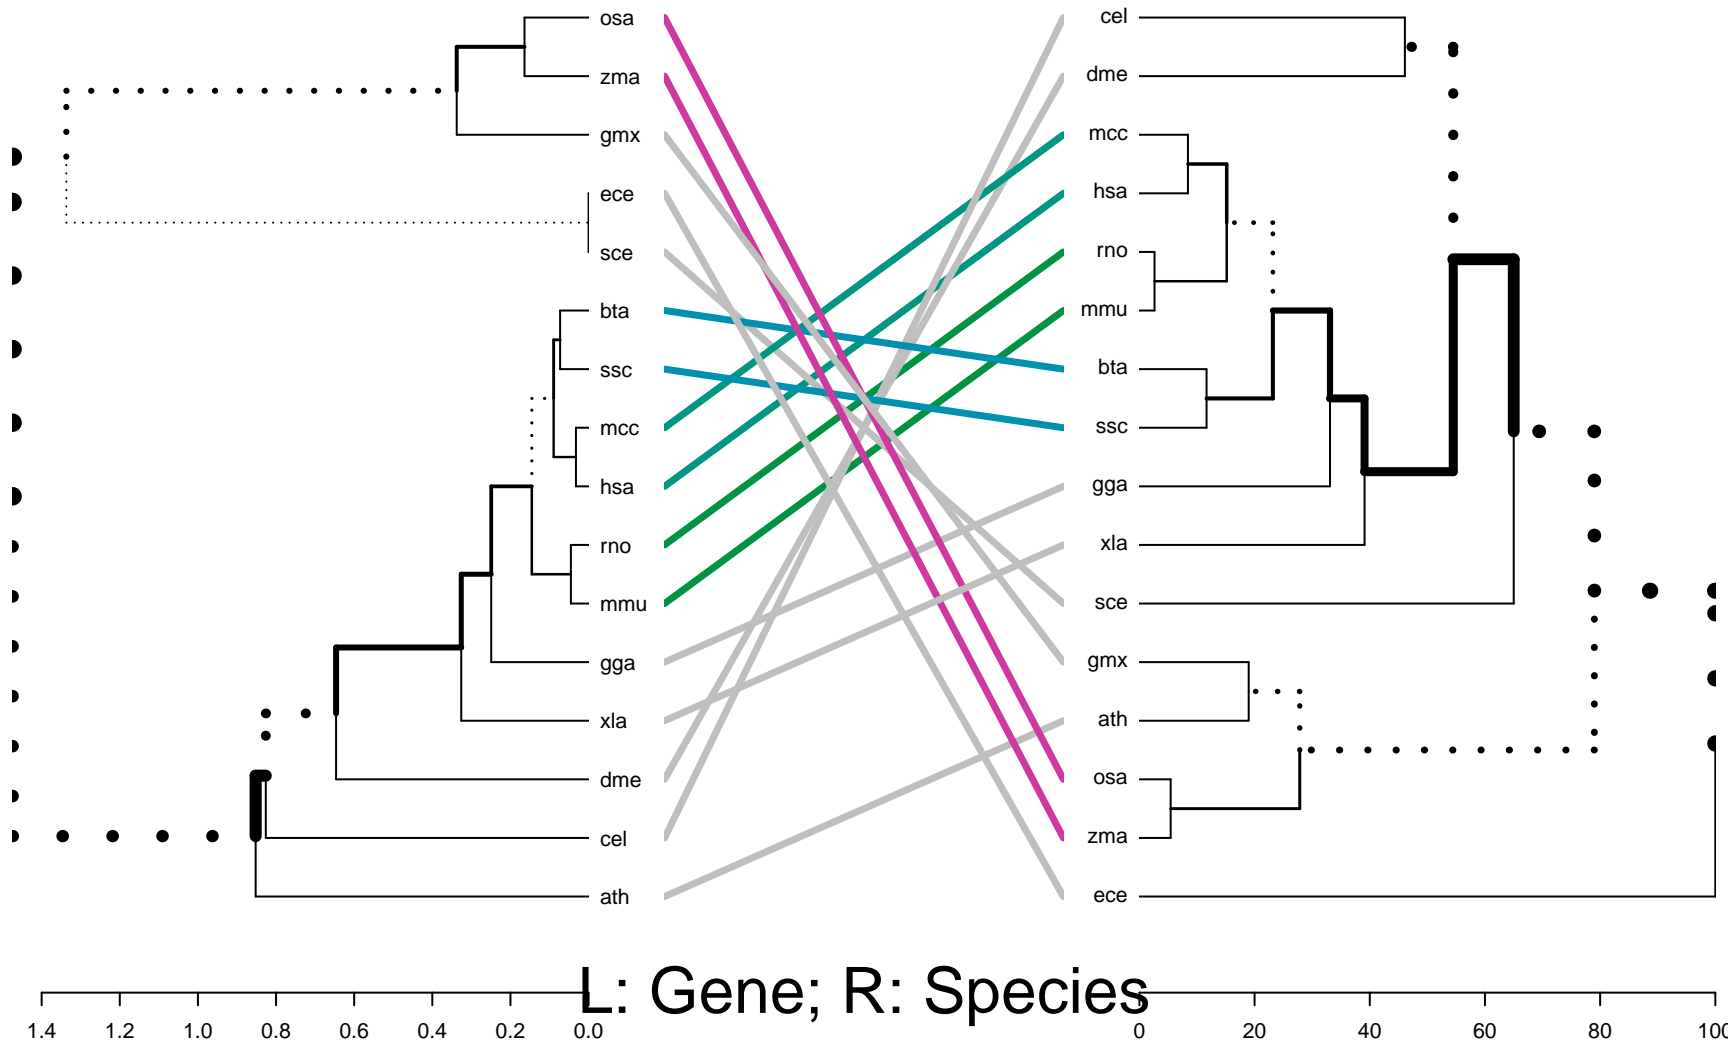 osa
zma
gmx
ece
sce
bta
ssc
mcc
hsa
rno
mmu
gga
xla
dme
cel
ath
cel
dme
mcc
hsa
rno
mmu
bta
ssc
gga
xla
sce
gmx
ath
osa
zma
ece
L: Gene; R: Species
1.4 1.2 1.0 0.8 0.6 0.4 0.2 0.0
0 20 40 60 80 100